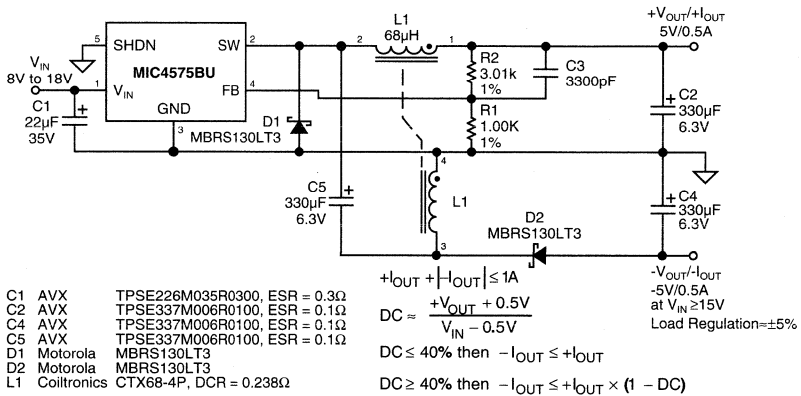 L1
68µH
+VOUT/+IOUT
5V/0.5A
5 SHDN SW 2
2 1
VIN
8V to 18V
MIC4575BU
R2
3.01k
1%
C3
3300pF
1 VIN FB 4
GND
3
C1
22µF
35V
D1
MBRS130LT3
R1
1.00K
1%
C2
330µF
6.3V
4
C5
330µF
6.3V
L1
3
D2
MBRS130LT3
C4
330µF
6.3V
-VOUT/-IOUT
-5V/0.5A
at VIN ≥15V
Load Regulation≈±5%
C1 AVX TPSE226M035R0300, ESR = 0.3Ω
C2 AVX TPSE337M006R0100, ESR = 0.1Ω
C4 AVX TPSE337M006R0100, ESR = 0.1Ω
C5 AVX TPSE337M006R0100, ESR = 0.1Ω
D1 Motorola MBRS130LT3
D2 Motorola MBRS130LT3
L1 Coiltronics CTX68-4P, DCR = 0.238Ω
+IOUT + |-IOUT| ≤ 1A
DC ≈ +VOUT + 0.5V / VIN - 0.5V
DC ≤ 40% then -IOUT ≤ +IOUT
DC ≥ 40% then -IOUT ≤ +IOUT × (1 - DC)